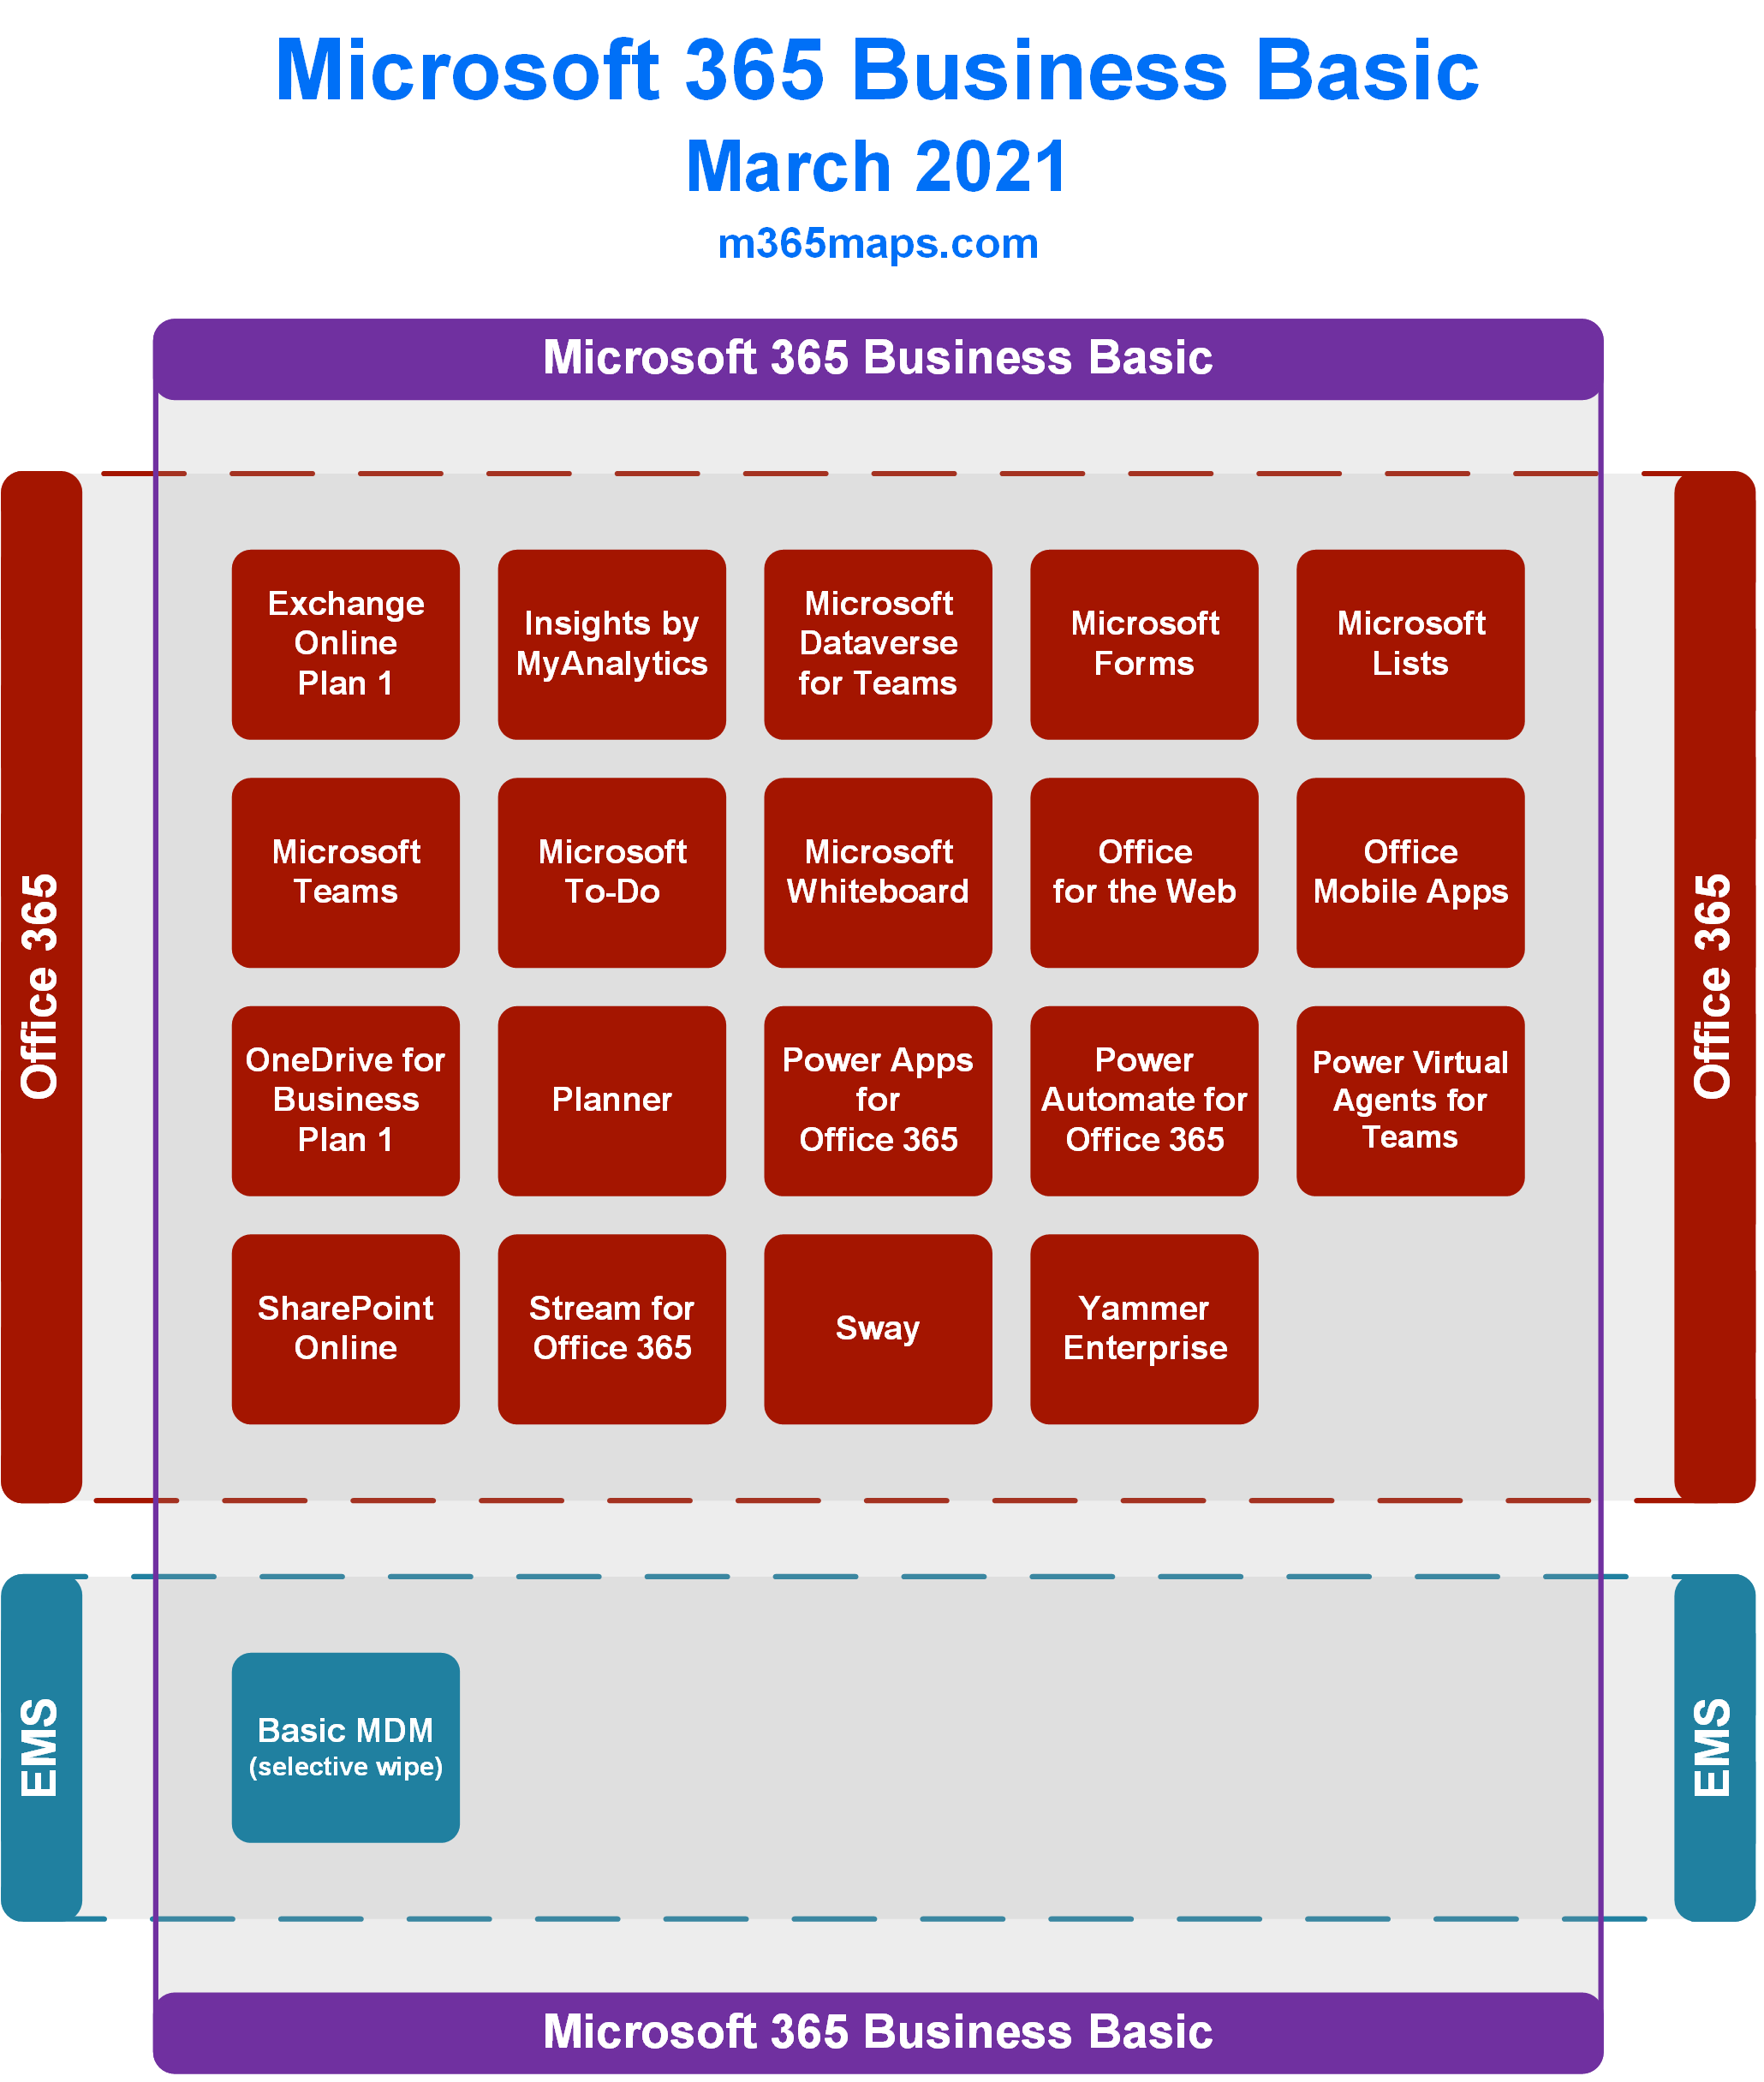 Microsoft 365 Business Basic
March 2021
m365maps.com
Microsoft 365 Business Basic
Office 365
Exchange
Online
Plan 1
Insights by
MyAnalytics
Microsoft
Dataverse
for Teams
Microsoft
Forms
Microsoft
Lists
Microsoft
Teams
Microsoft
To-Do
Microsoft
Whiteboard
Office
for the Web
Office
Mobile Apps
OneDrive for
Business
Plan 1
Planner
Power Apps
for
Office 365
Power
Automate for
Office 365
Power Virtual
Agents for
Teams
SharePoint
Online
Stream for
Office 365
Sway
Yammer
Enterprise
Office 365
EMS
Basic MDM
(selective wipe)
EMS
Microsoft 365 Business Basic